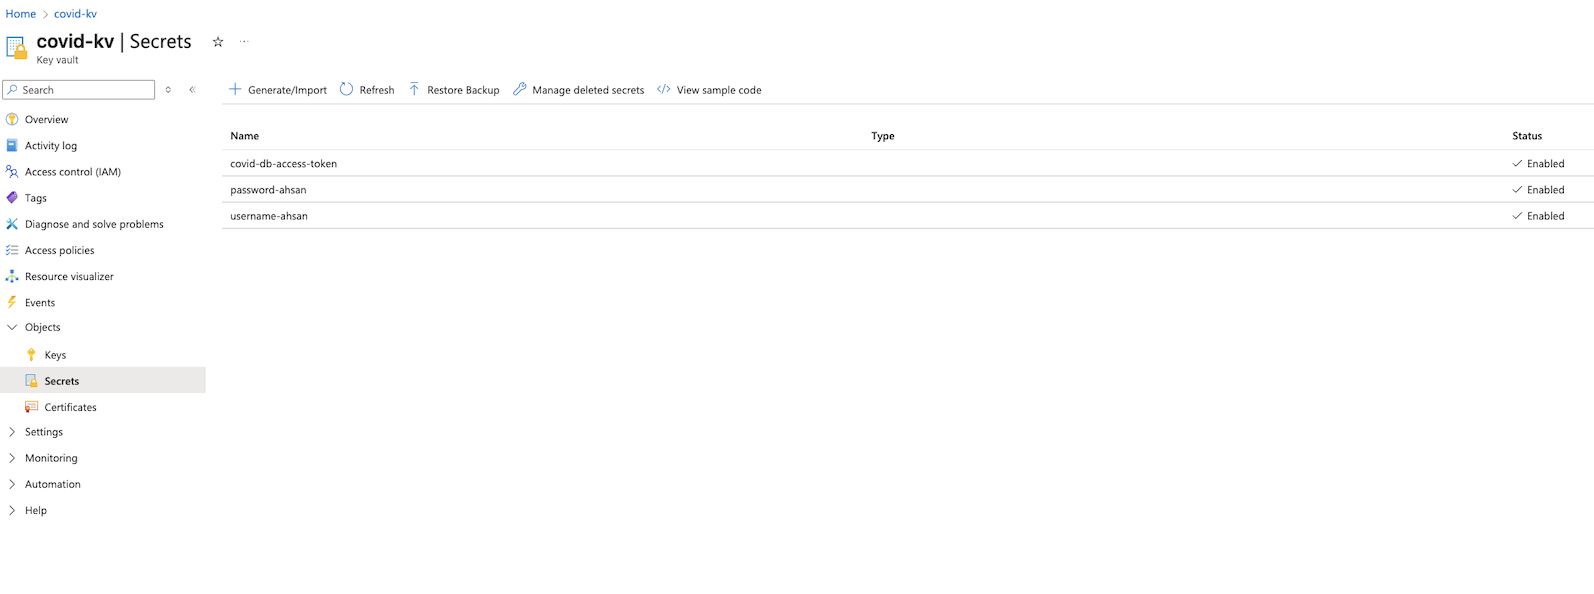 Home > covid-kv
covid-kv | Secrets
Key vault
Search
Generate/Import Refresh Restore Backup Manage deleted secrets View sample code
Overview
Activity log
Access control (IAM)
Tags
Diagnose and solve problems
Access policies
Resource visualizer
Events
Objects
Keys
Secrets
Certificates
Settings
Monitoring
Automation
Help
Name Type Status
covid-db-access-token Enabled
password-ahsan Enabled
username-ahsan Enabled